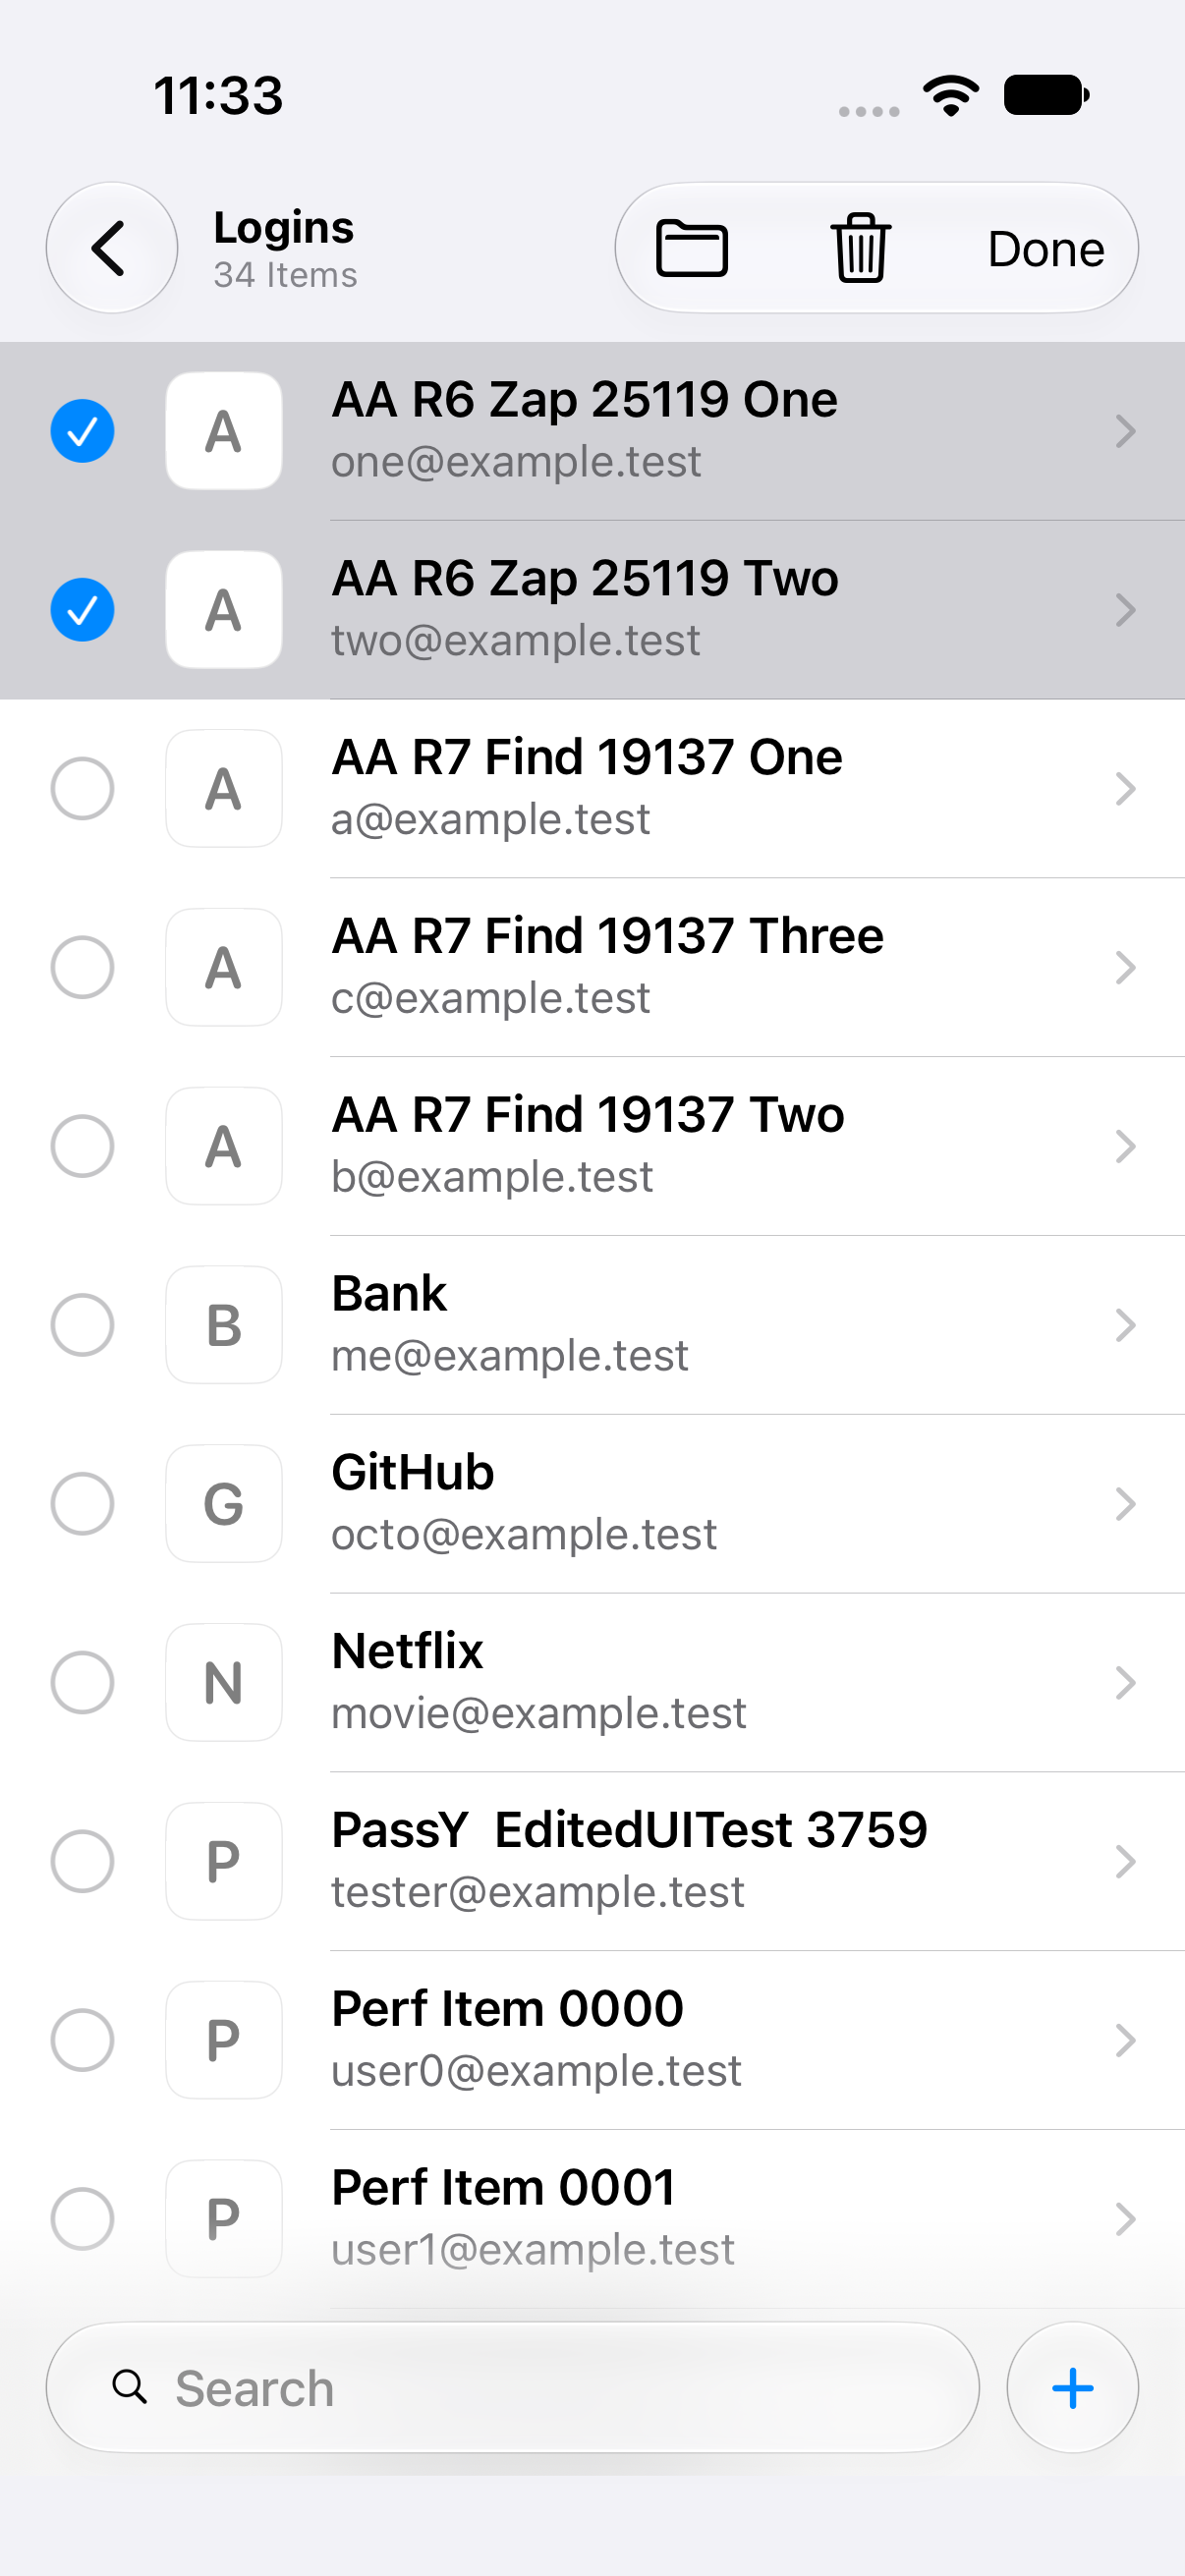 11:33
Logins
34 Items
Done
A
AA R6 Zap 25119 One
one@example.test
A
AA R6 Zap 25119 Two
two@example.test
A
AA R7 Find 19137 One
a@example.test
A
AA R7 Find 19137 Three
c@example.test
A
AA R7 Find 19137 Two
b@example.test
B
Bank
me@example.test
G
GitHub
octo@example.test
N
Netflix
movie@example.test
P
PassY  EditedUITest 3759
tester@example.test
P
Perf Item 0000
user0@example.test
P
Perf Item 0001
user1@example.test
Search